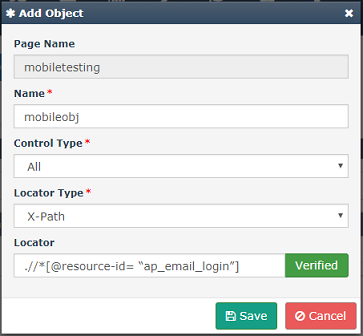 ✱ Add Object ✖
Page Name
mobiletesting
Name *
mobileobj
Control Type *
All
Locator Type *
X-Path
Locator
.//*[@resource-id= “ap_email_login”] Verified
Save Cancel